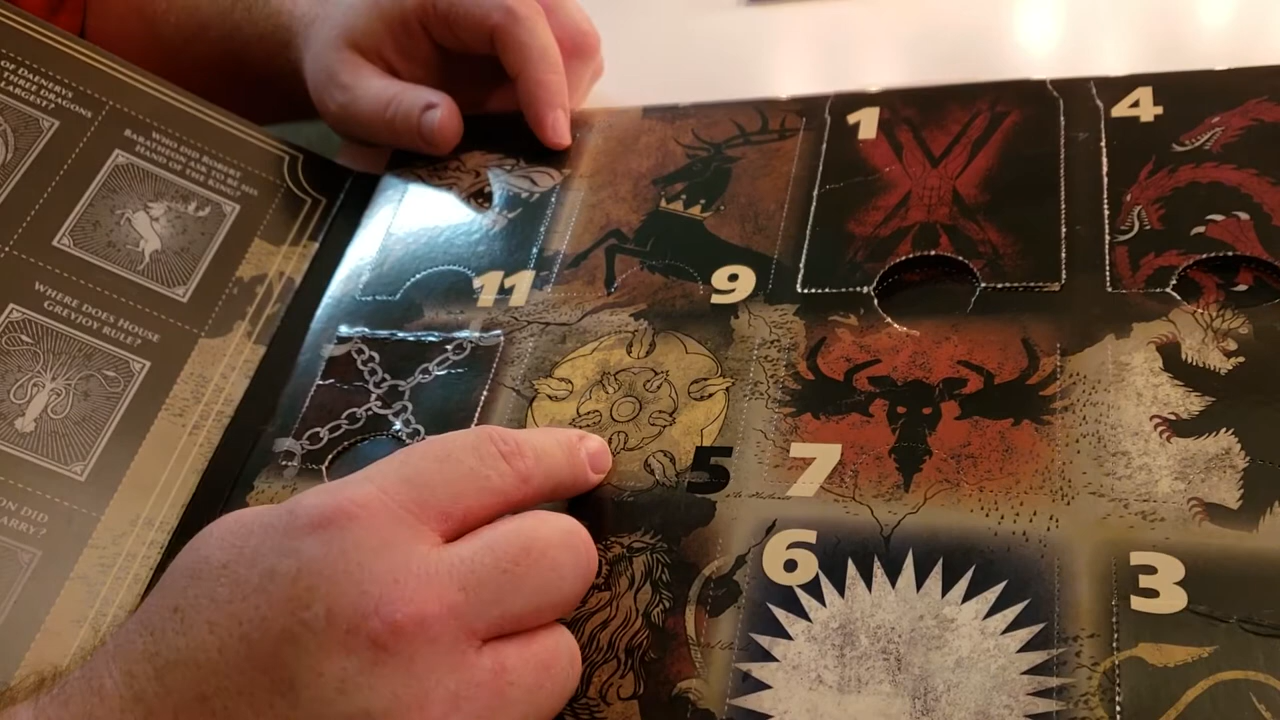 OF DAENERYS
THREE DRAGONS
LARGEST?
WHO DID ROBERT
BARATHEON ASK TO BE HIS
HAND OF THE KING?
WHERE DOES HOUSE
GREYJOY RULE?
ON DID
ARRY?
11
9
1
4
5
7
6
3